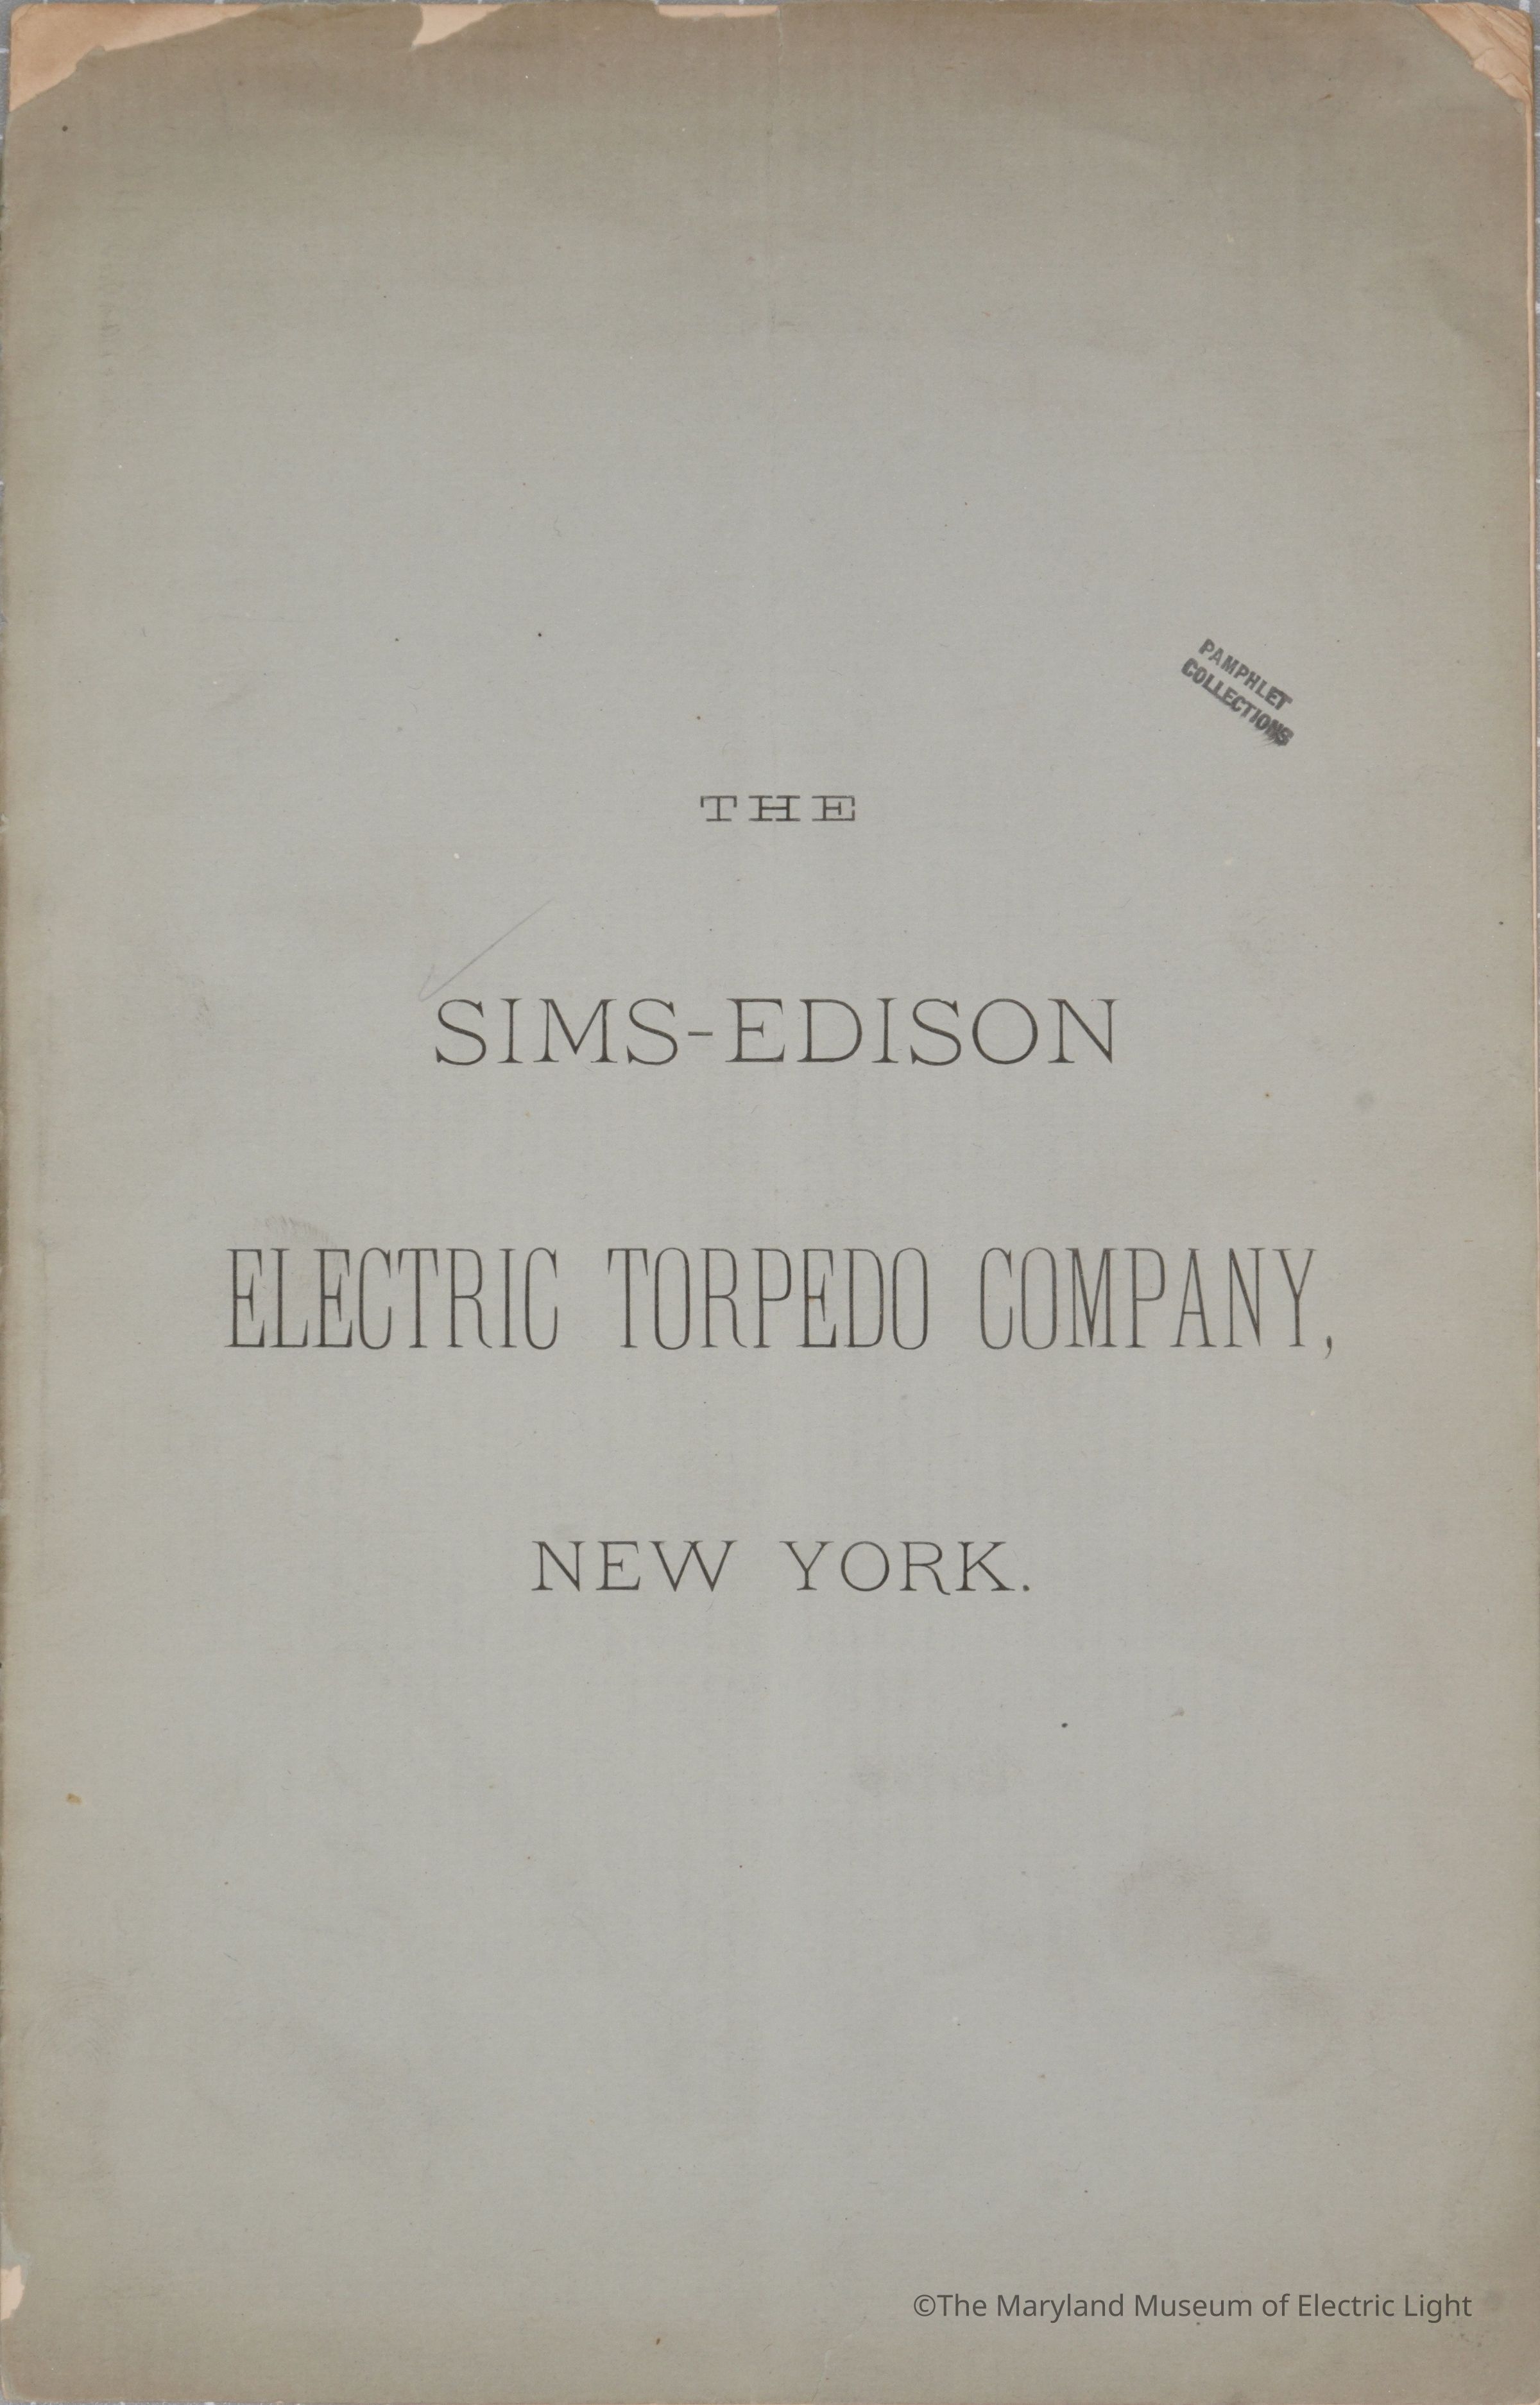 PAMPHLET
COLLECTIONS
THE
SIMS-EDISON
ELECTRIC TORPEDO COMPANY,
NEW YORK.
©The Maryland Museum of Electric Light